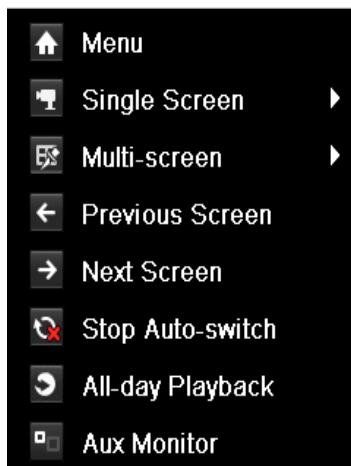 Menu
Single Screen
Multi-screen
Previous Screen
Next Screen
Stop Auto-switch
All-day Playback
Aux Monitor